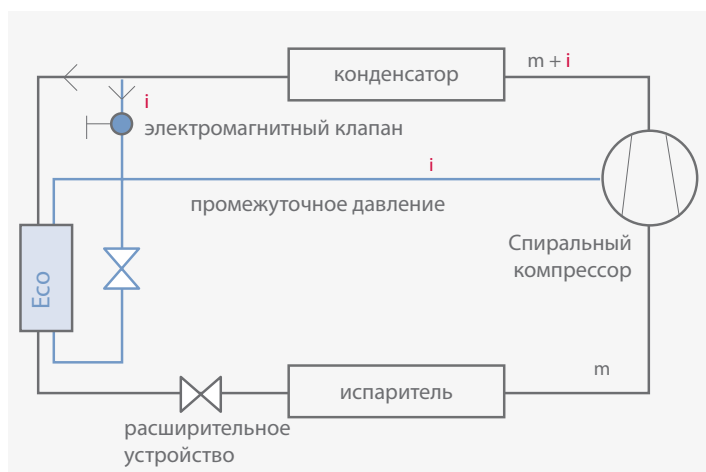 конденсатор
m + i
i
электромагнитный клапан
i
промежуточное давление
Спиральный
компрессор
Eco
m
испаритель
расширительное
устройство